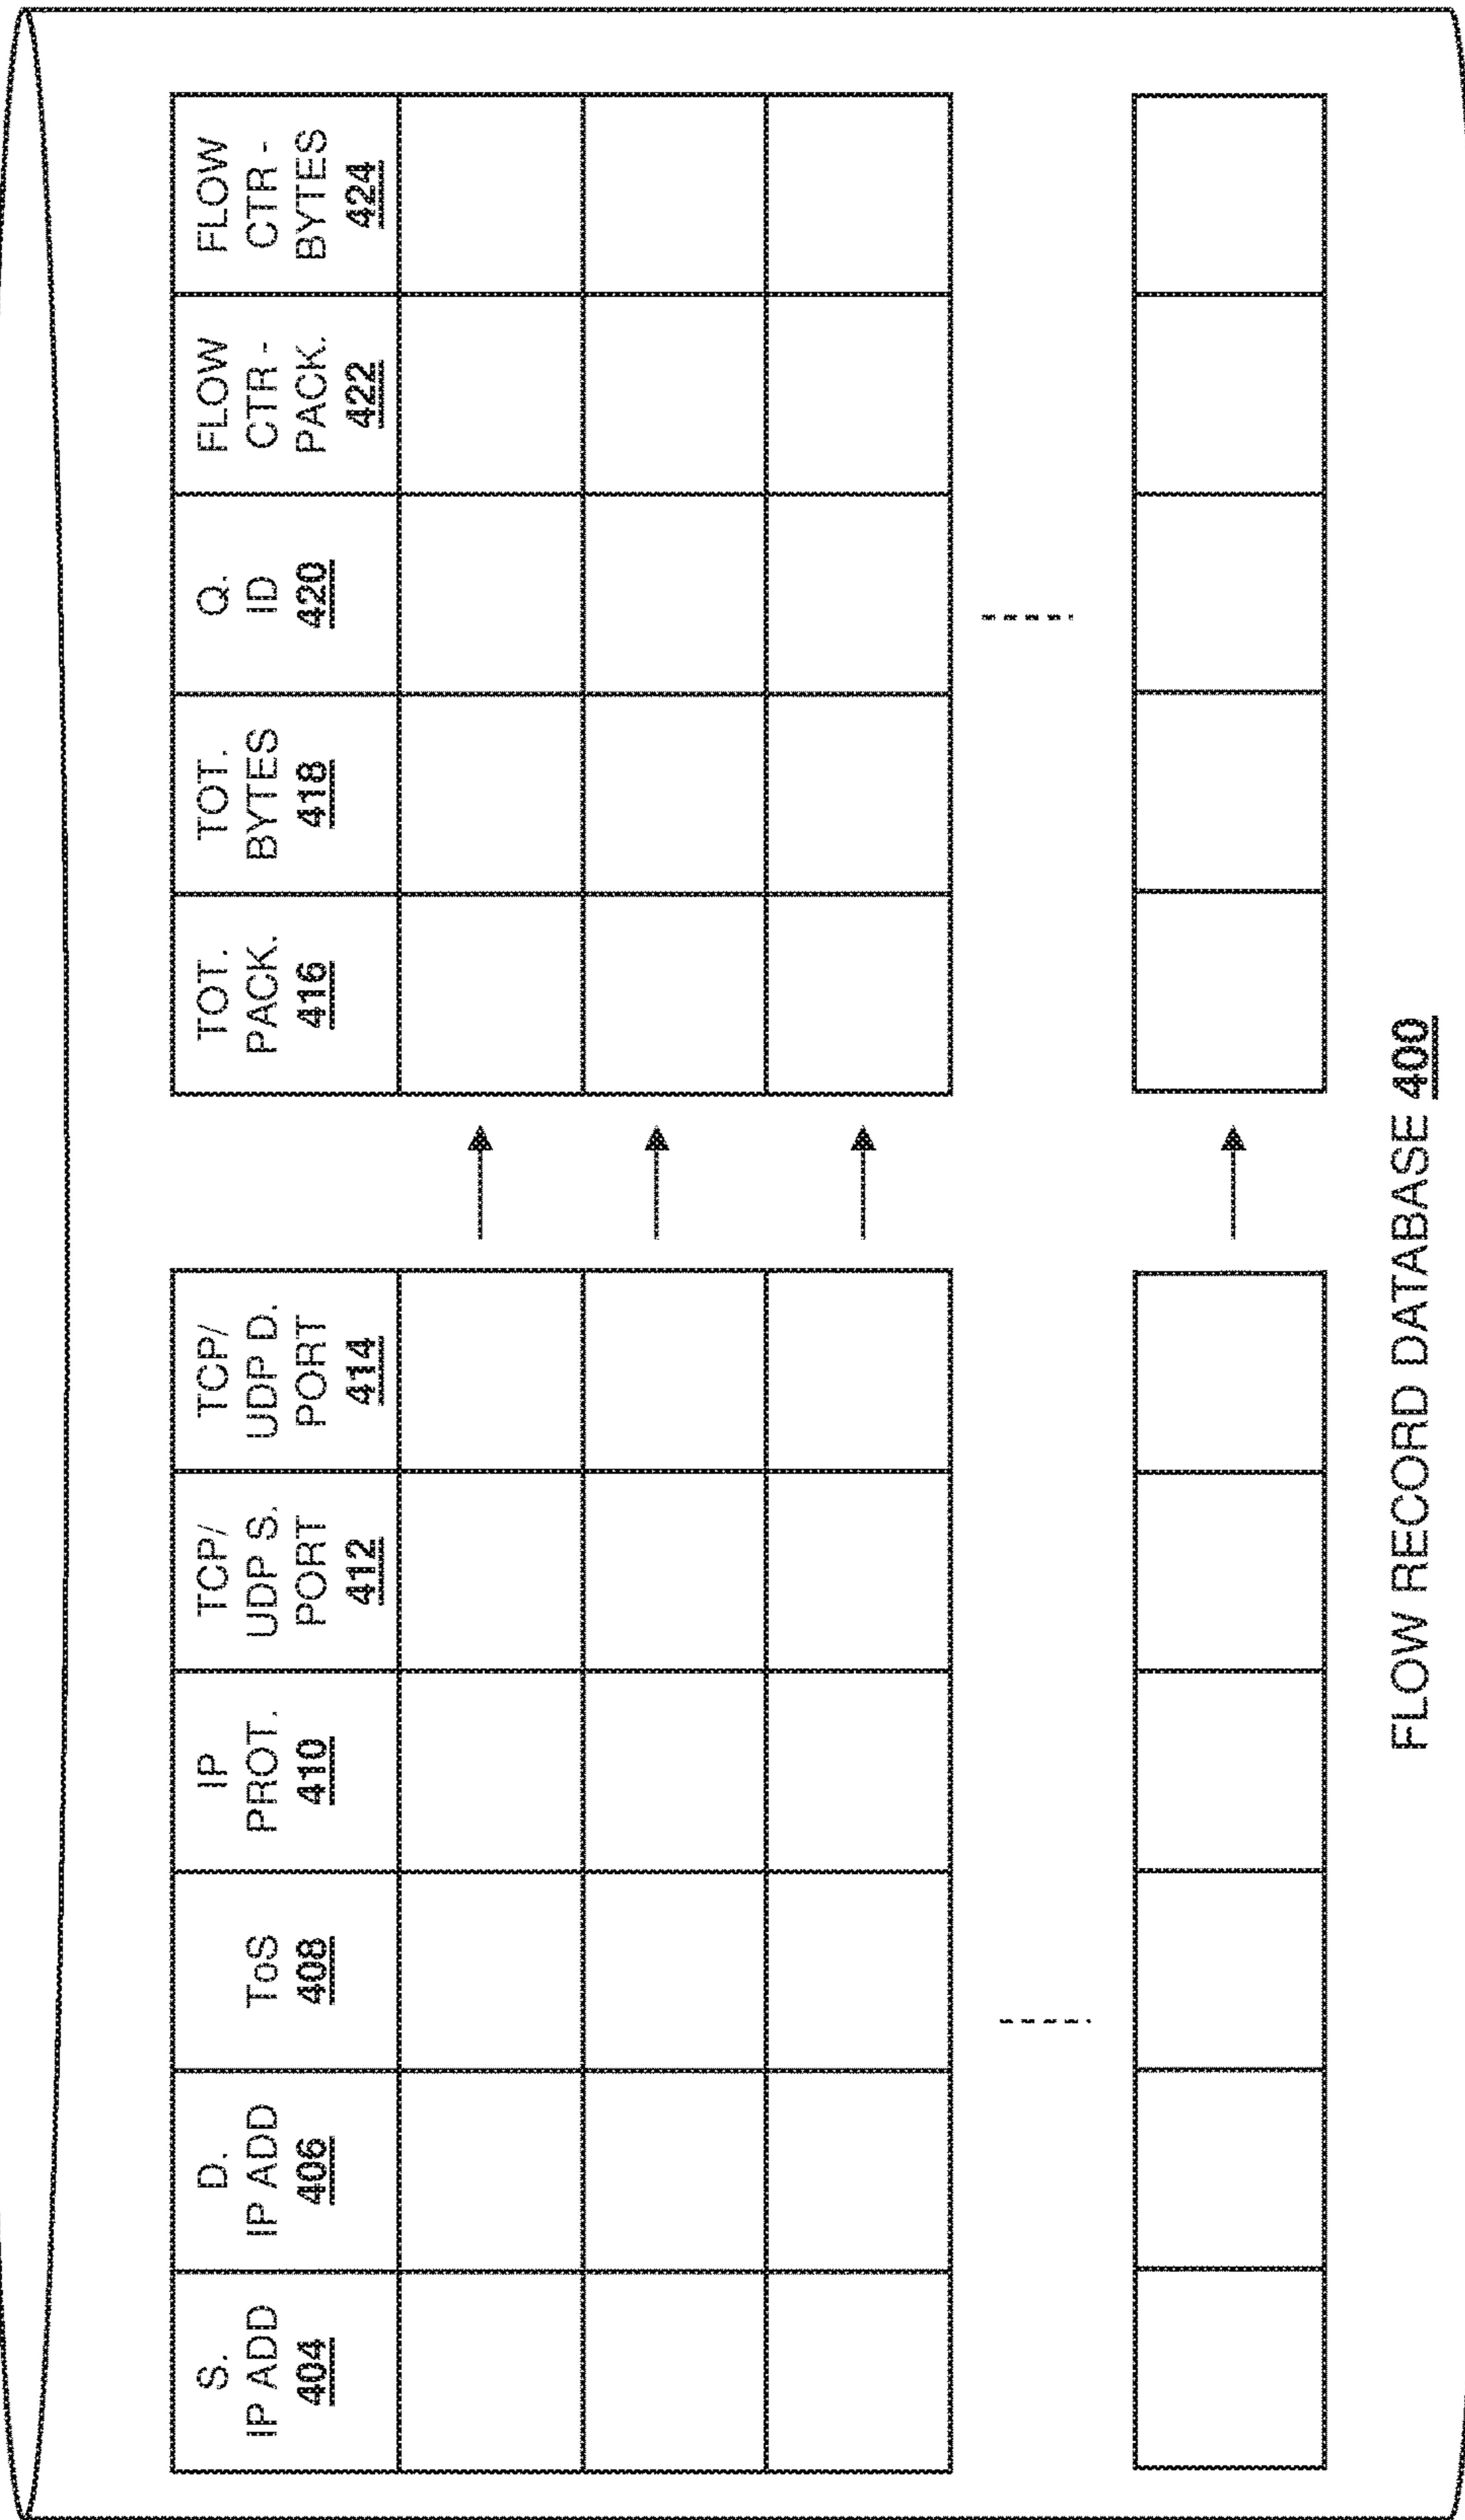 S.
IP ADD
404
D.
IP ADD
406
ToS
408
IP
PROT.
410
TCP/
UDP S.
PORT
412
TCP/
UDP D.
PORT
414
TOT.
PACK.
416
TOT.
BYTES
418
Q.
ID
420
FLOW
CTR -
PACK.
422
FLOW
CTR -
BYTES
424
FLOW RECORD DATABASE 400